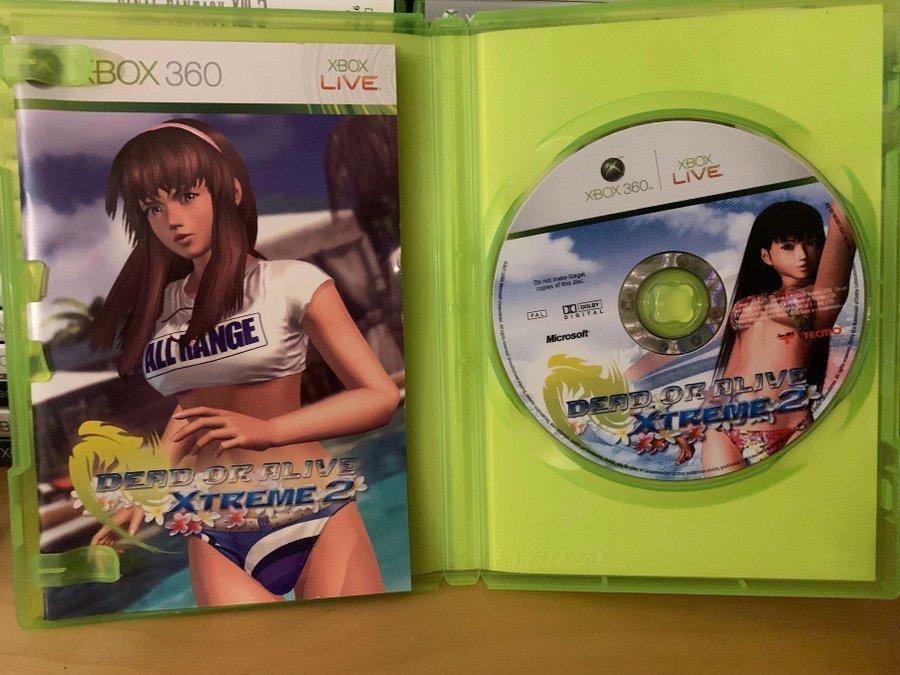 XBOX 360
XBOX
LIVE
ALL RANGE
DEAD OR ALIVE
XTREME 2
XBOX 360
XBOX
LIVE
Do not make illegal
copies of this disc.
PAL
DOLBY
DIGITAL
Microsoft
TECMO
DEAD OR ALIVE
XTREME 2